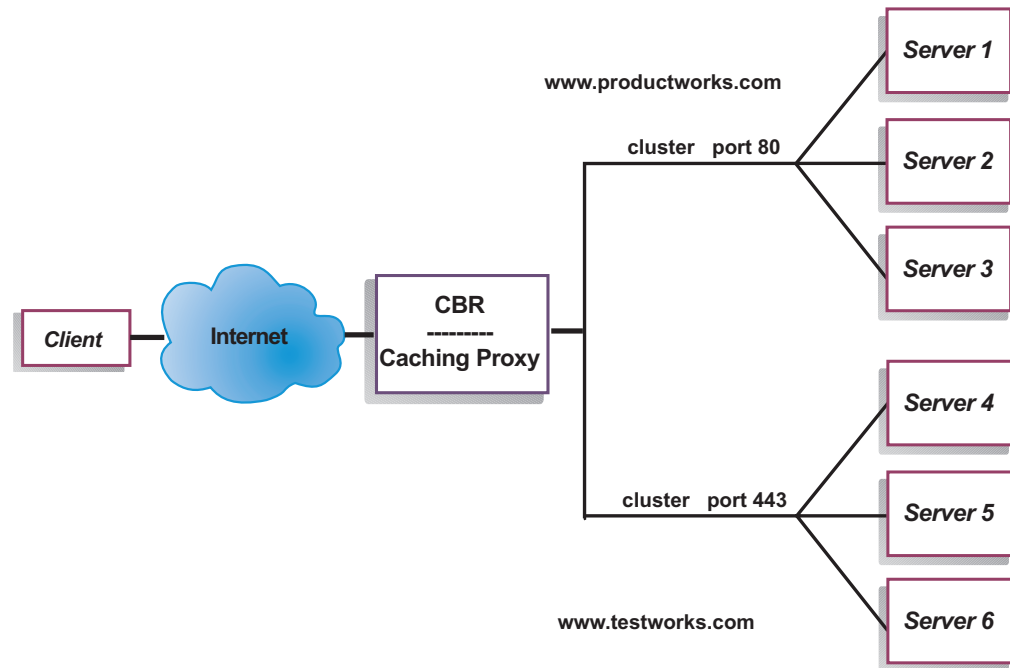 Server 1
www.productworks.com
cluster port 80
Server 2
Server 3
CBR
---------
Caching Proxy
Internet
Client
Server 4
cluster port 443
Server 5
www.testworks.com
Server 6